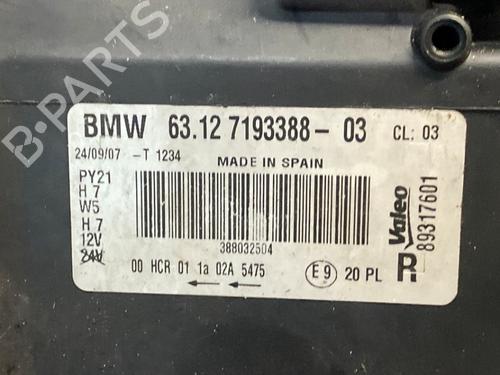 BMW 63.12 7193388 - 03 CL: 03
24/09/07 -T 1234
MADE IN SPAIN
PY21
H 7
W5
H 7
12V
24V
388032504
00 HCR 01 1a 02A 5475
E9 20 PL
Valeo
89317601
R.
B-PARTS